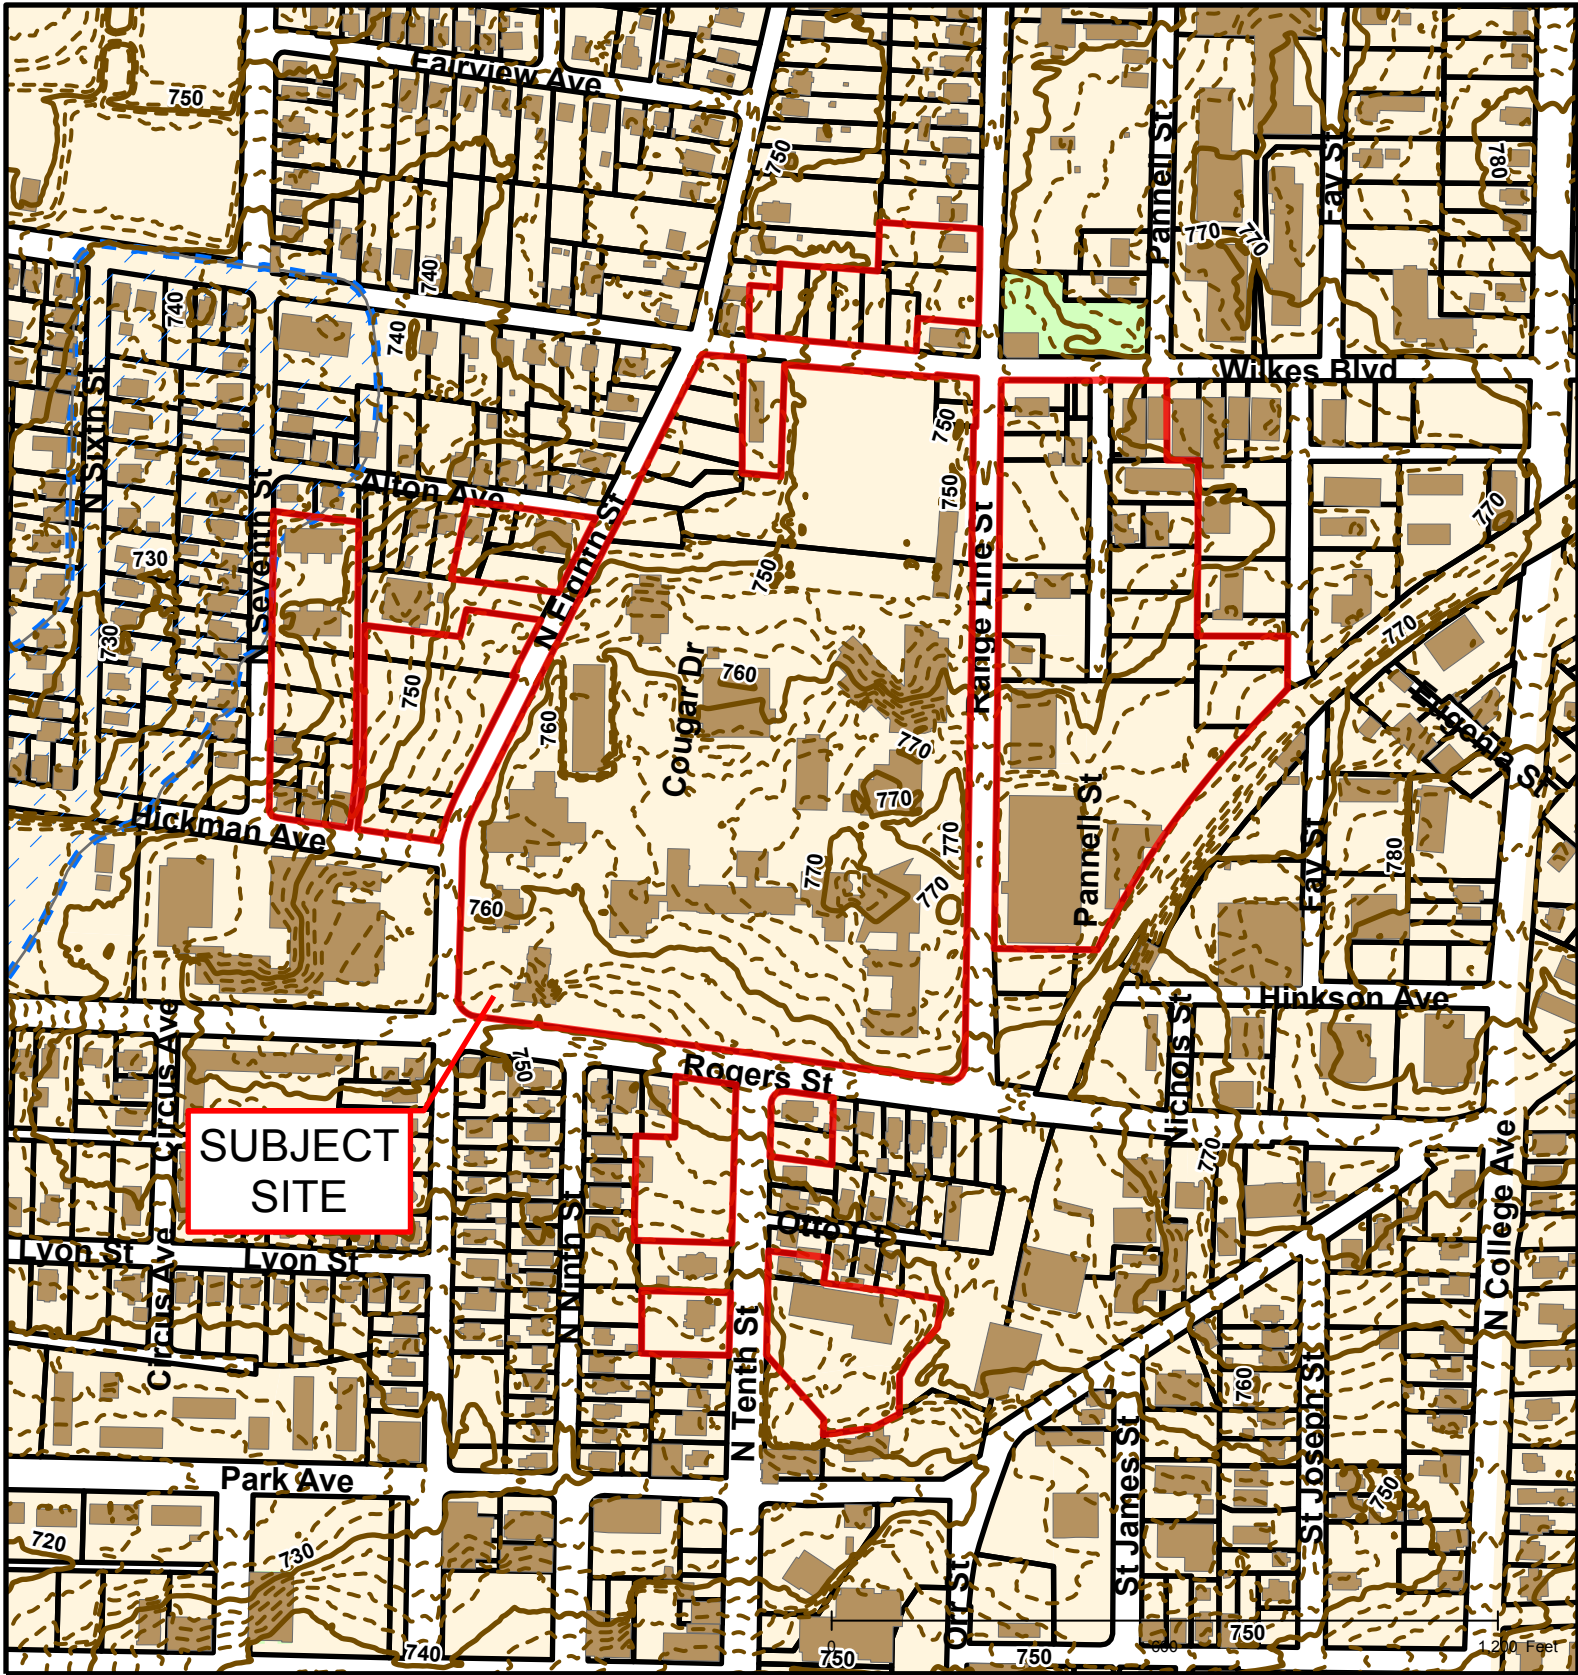 Fairview Ave
750
Pannell St
Fay St
780
750
770
770
740
740
740
Wilkes Blvd
N Sixth St
750
Alton Ave
750
N Seventh St
N Eighth St
Range Line St
770
730
750
730
770
760
Cougar Dr
750
760
Eugenia St
770
770
Pannell St
Hickman Ave
770
Fay St
780
770
770
760
Hinkson Ave
Circus Ave
Nichols St
750
Rogers St
SUBJECT
SITE
770
N College Ave
Otto Ct
Lyon St
Lyon St
Circus Ave
N Ninth St
N Tenth St
760
St Joseph St
St James St
Park Ave
750
720
730
Orr St
740
750
750
750
0
600
1,200 Feet